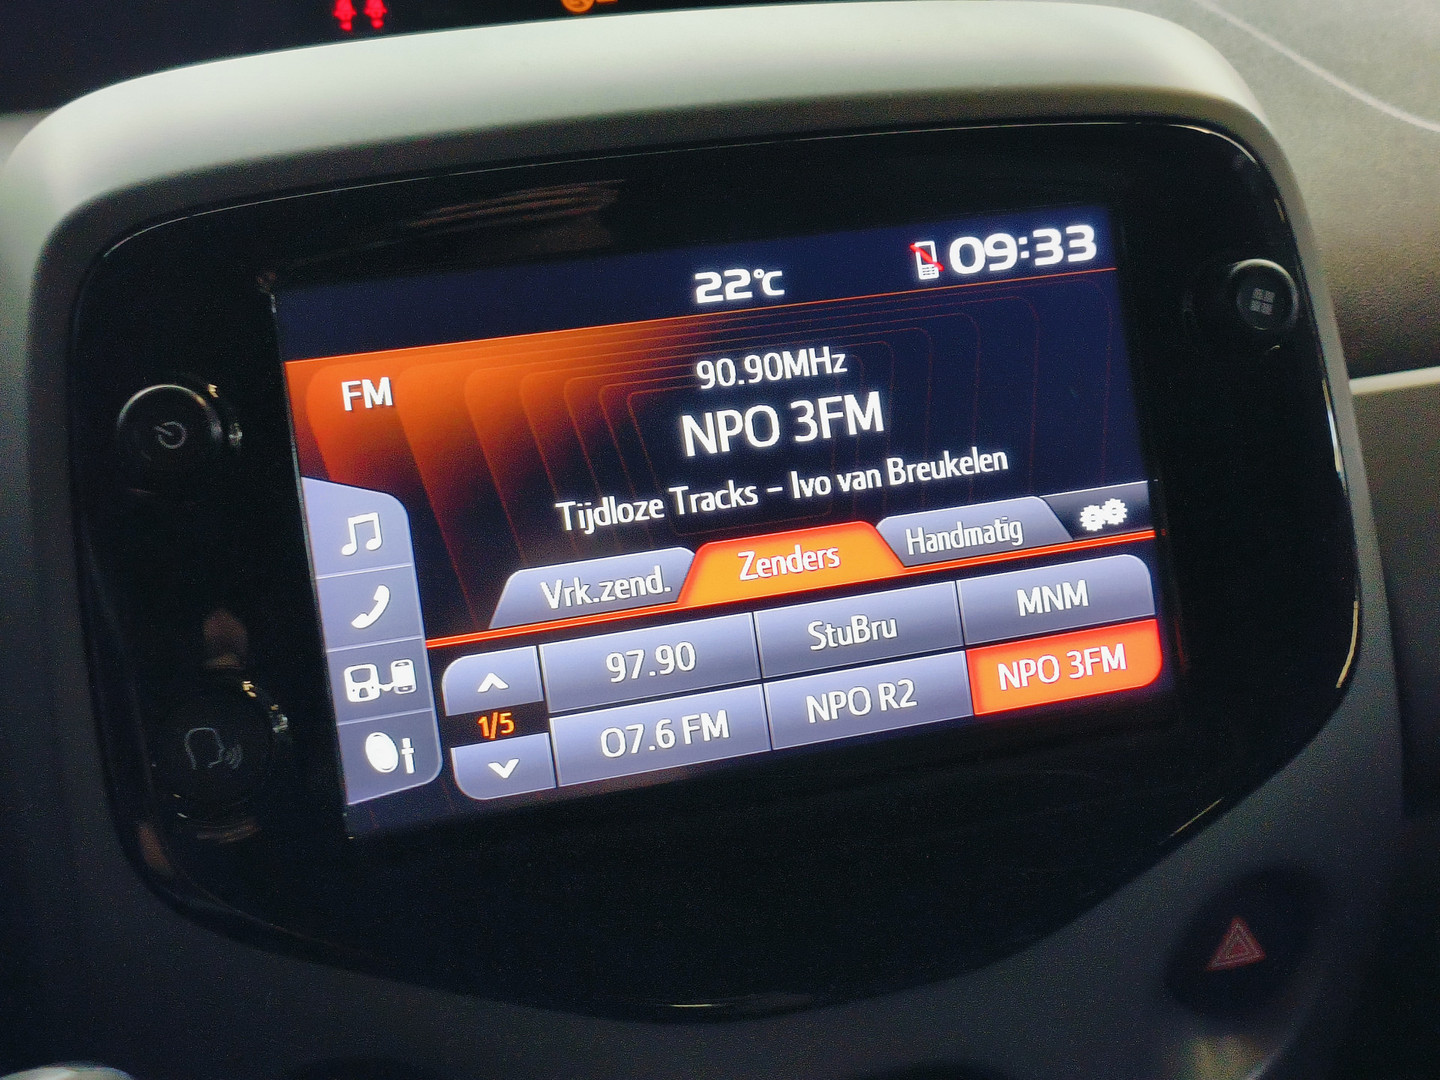 22°C
09:33
FM
90.90MHz
NPO 3FM
Tijdloze Tracks - Ivo van Breukelen
Vrk.zend.
Zenders
Handmatig
1/5
97.90
StuBru
MNM
O7.6 FM
NPO R2
NPO 3FM